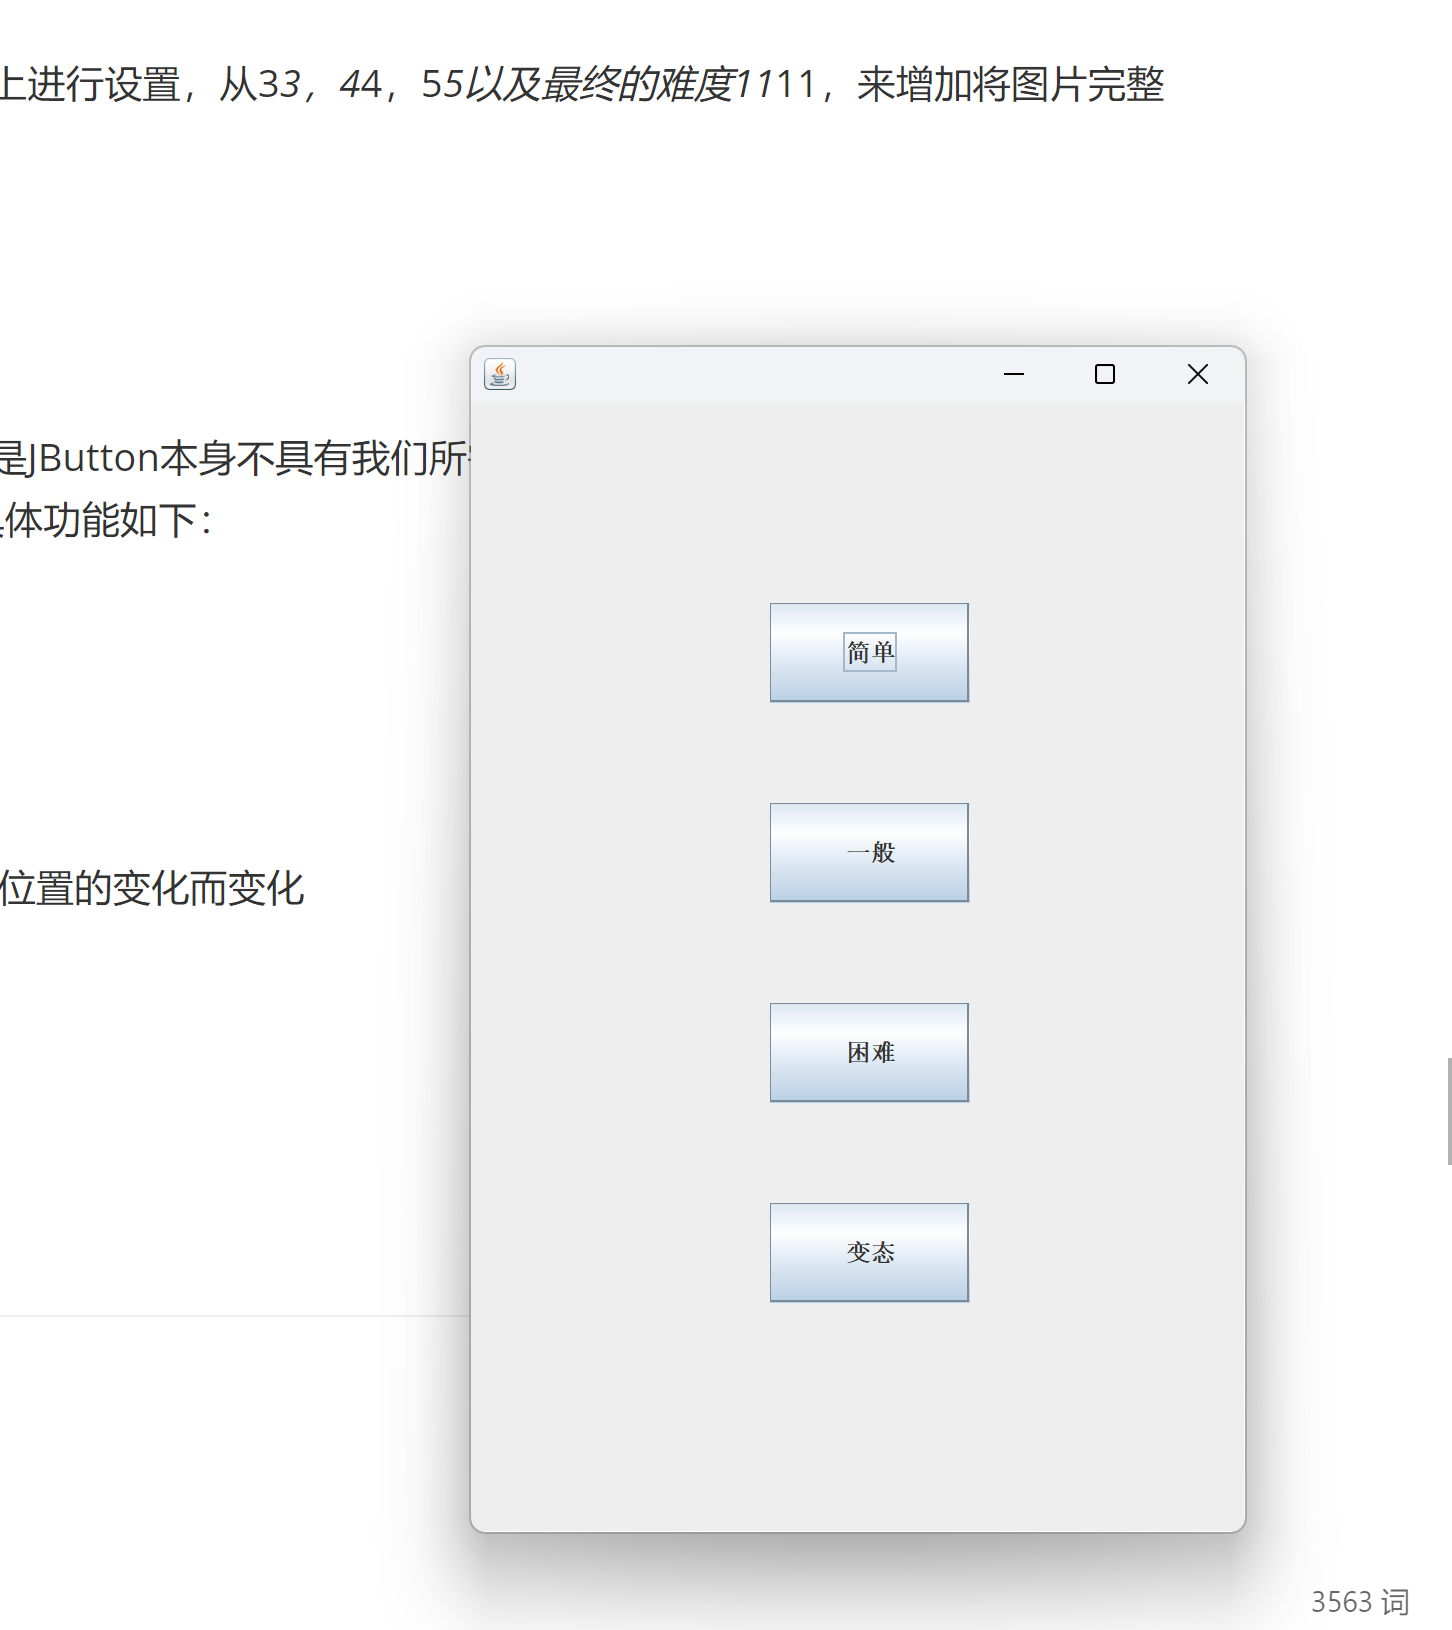 上进行设置，从33，44，55以及最终的难度1111，来增加将图片完整
是JButton本身不具有我们所
体功能如下：
位置的变化而变化
简单
一般
困难
变态
3563 词